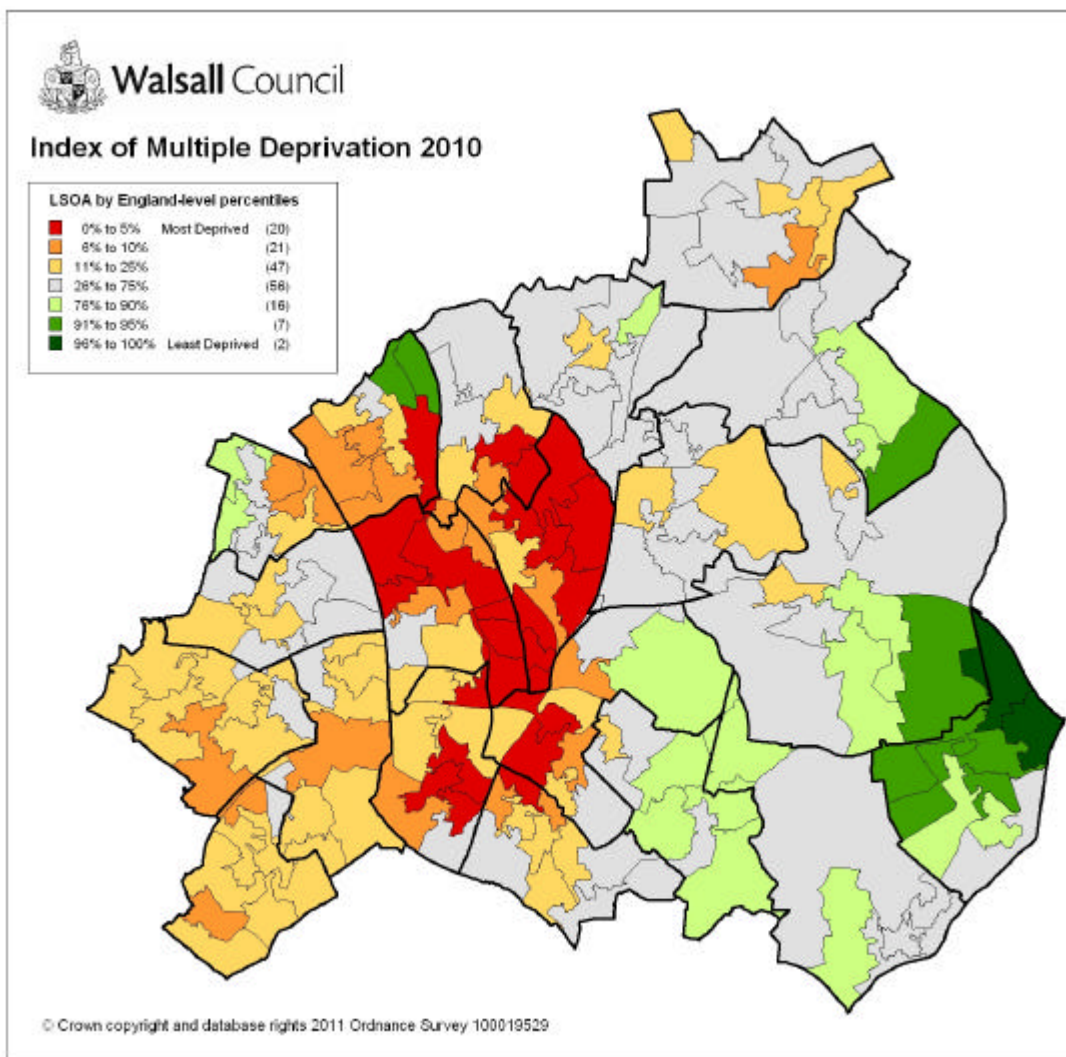 Walsall Council
Index of Multiple Deprivation 2010
LSOA by England-level percentiles
0% to 5% Most Deprived (20)
6% to 10% (21)
11% to 25% (47)
26% to 75% (56)
76% to 90% (16)
91% to 95% (7)
96% to 100% Least Deprived (2)
© Crown copyright and database rights 2011 Ordnance Survey 100019529